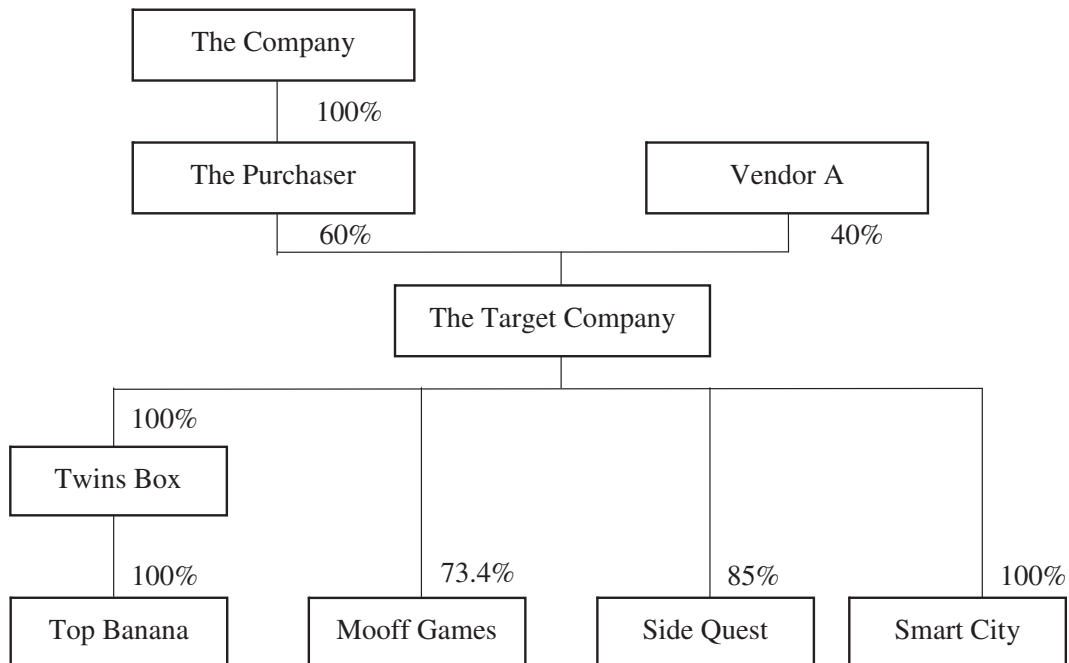 The Company
100%
The Purchaser
Vendor A
60%
40%
The Target Company
100%
Twins Box
100%
73.4%
85%
100%
Top Banana
Mooff Games
Side Quest
Smart City